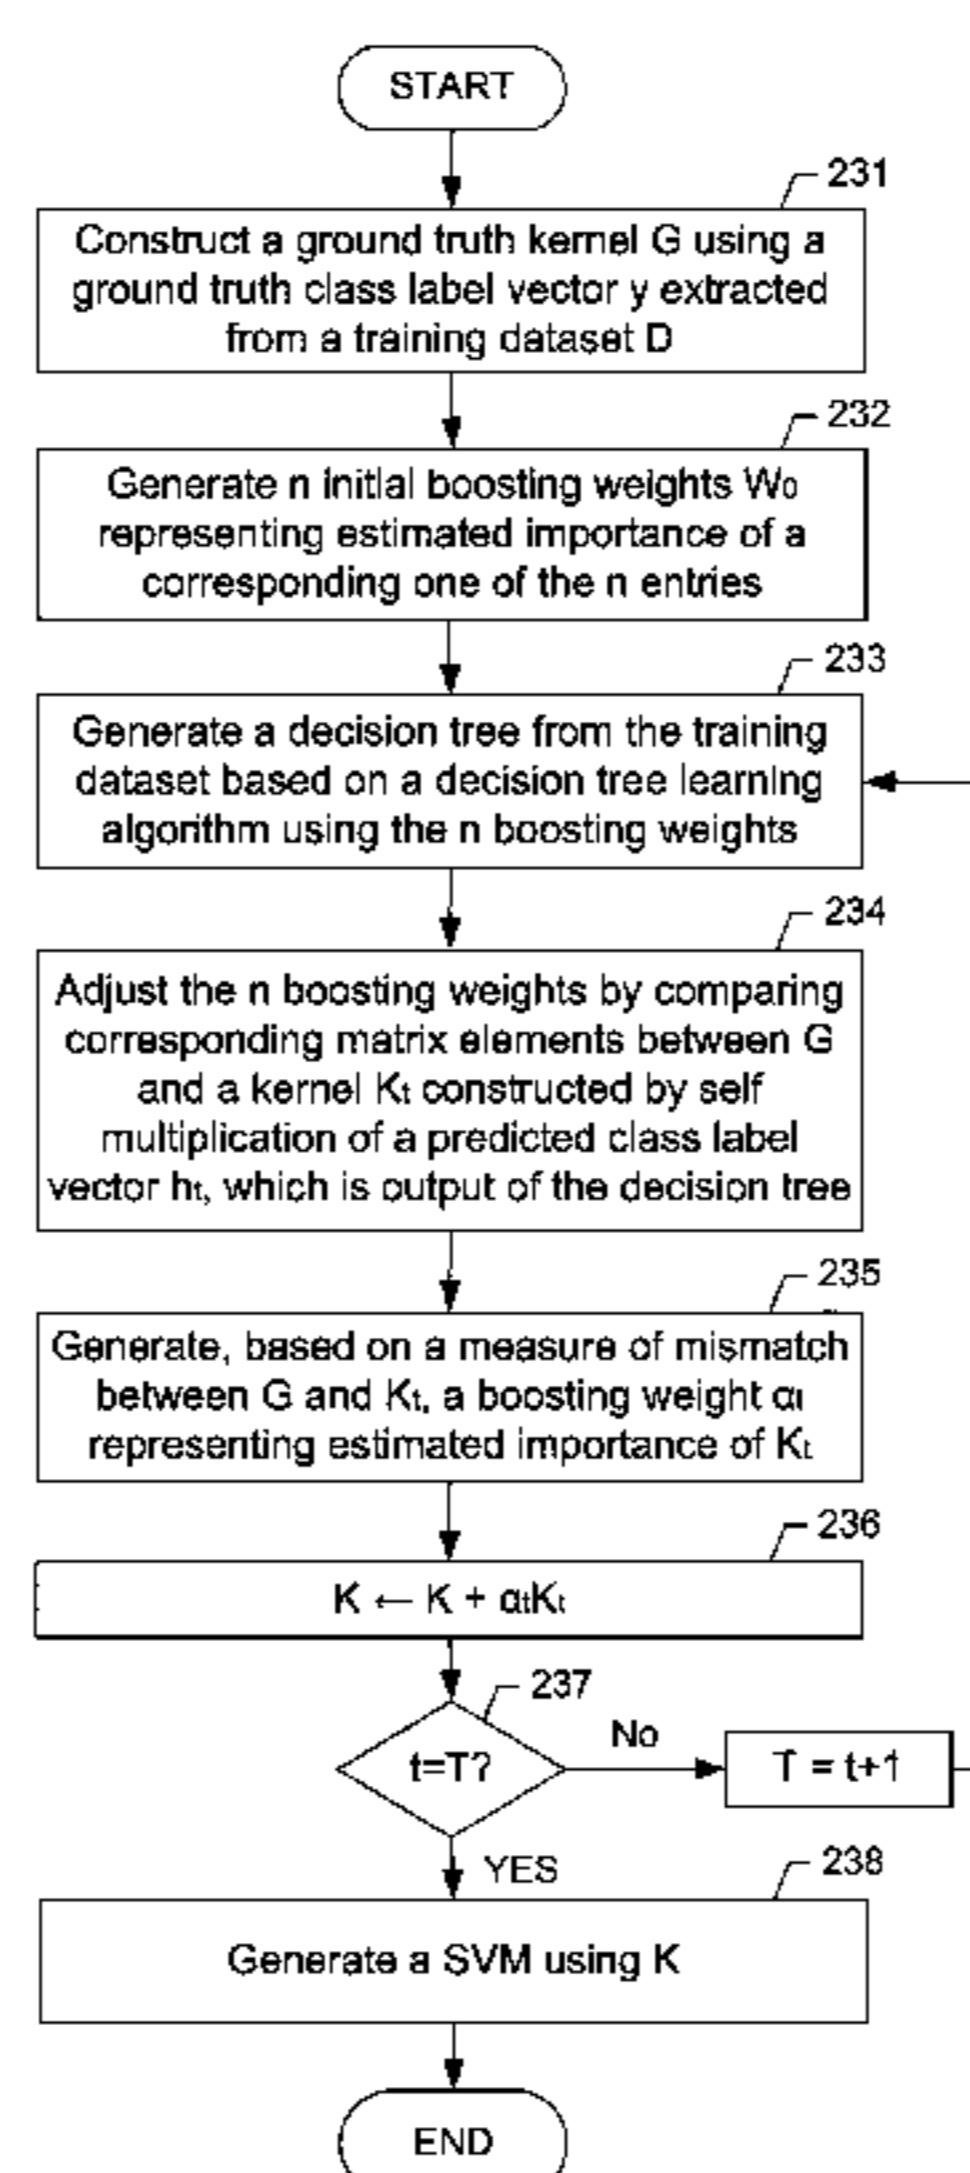 START
231
Construct a ground truth kernel G using a
ground truth class label vector y extracted
from a training dataset D
232
Generate n initial boosting weights W₀
representing estimated importance of a
corresponding one of the n entries
233
Generate a decision tree from the training
dataset based on a decision tree learning
algorithm using the n boosting weights
234
Adjust the n boosting weights by comparing
corresponding matrix elements between G
and a kernel Kₜ constructed by self
multiplication of a predicted class label
vector hₜ, which is output of the decision tree
235
Generate, based on a measure of mismatch
between G and Kₜ, a boosting weight αₜ
representing estimated importance of Kₜ
236
K ← K + αₜKₜ
237
t=T?
No
T = t+1
YES
238
Generate a SVM using K
END